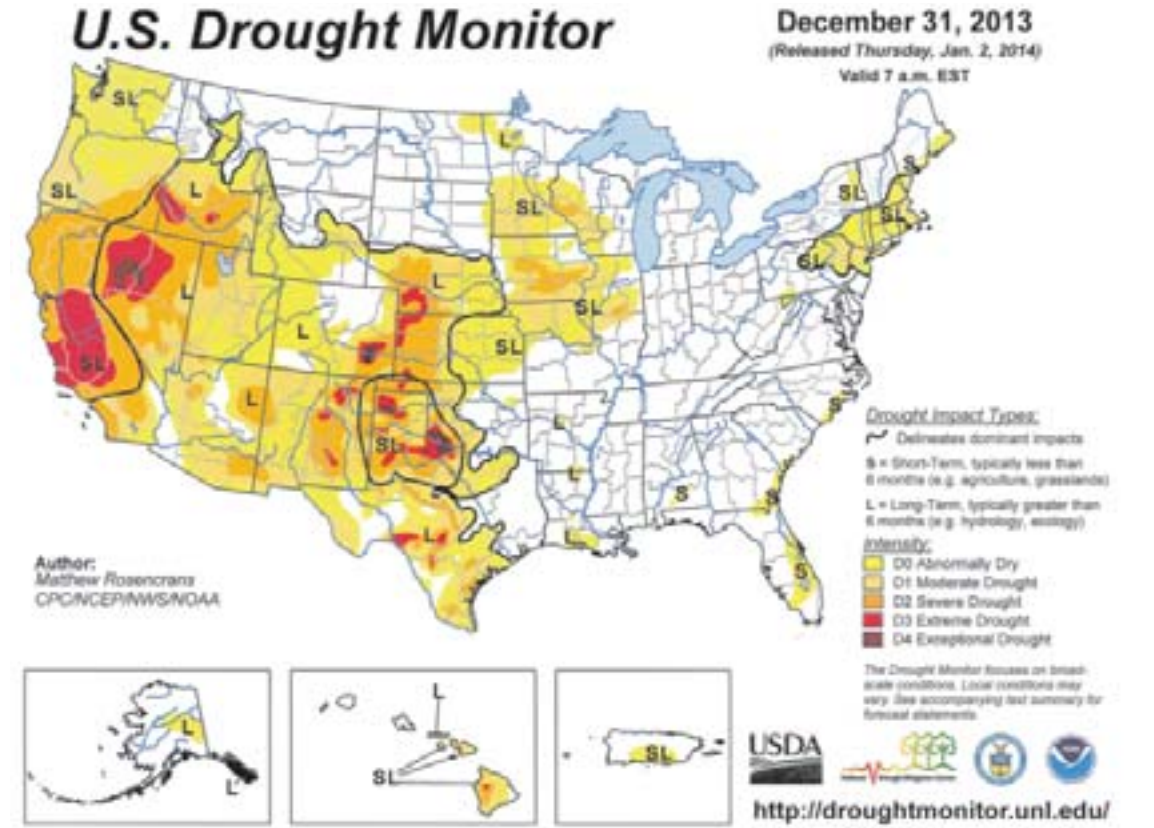 U.S. Drought Monitor
December 31, 2013
(Released Thursday, Jan. 2, 2014)
Valid 7 a.m. EST
SL
L
S
SL
L
SL
SL
SL
SL
L
L
SL
L
SL
SL
L
S
L
SL
L
S
S
L
L
S
Drought Impact Types:
Delineates dominant impacts
S = Short-Term, typically less than
6 months (e.g. agriculture, grasslands)
L = Long-Term, typically greater than
6 months (e.g. hydrology, ecology)
Intensity:
D0 Abnormally Dry
D1 Moderate Drought
D2 Severe Drought
D3 Extreme Drought
D4 Exceptional Drought
Author:
Matthew Rosencrans
CPC/NCEP/NWS/NOAA
The Drought Monitor focuses on broad-
scale conditions. Local conditions may
vary. See accompanying text summary for
forecast statements.
L
L
L
SL
SL
USDA
http://droughtmonitor.unl.edu/